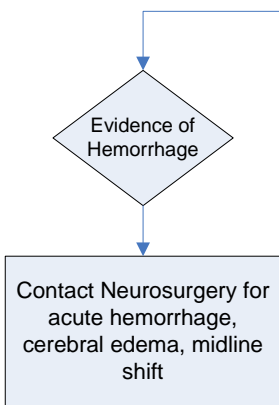 Evidence of
Hemorrhage
Contact Neurosurgery for
acute hemorrhage,
cerebral edema, midline
shift